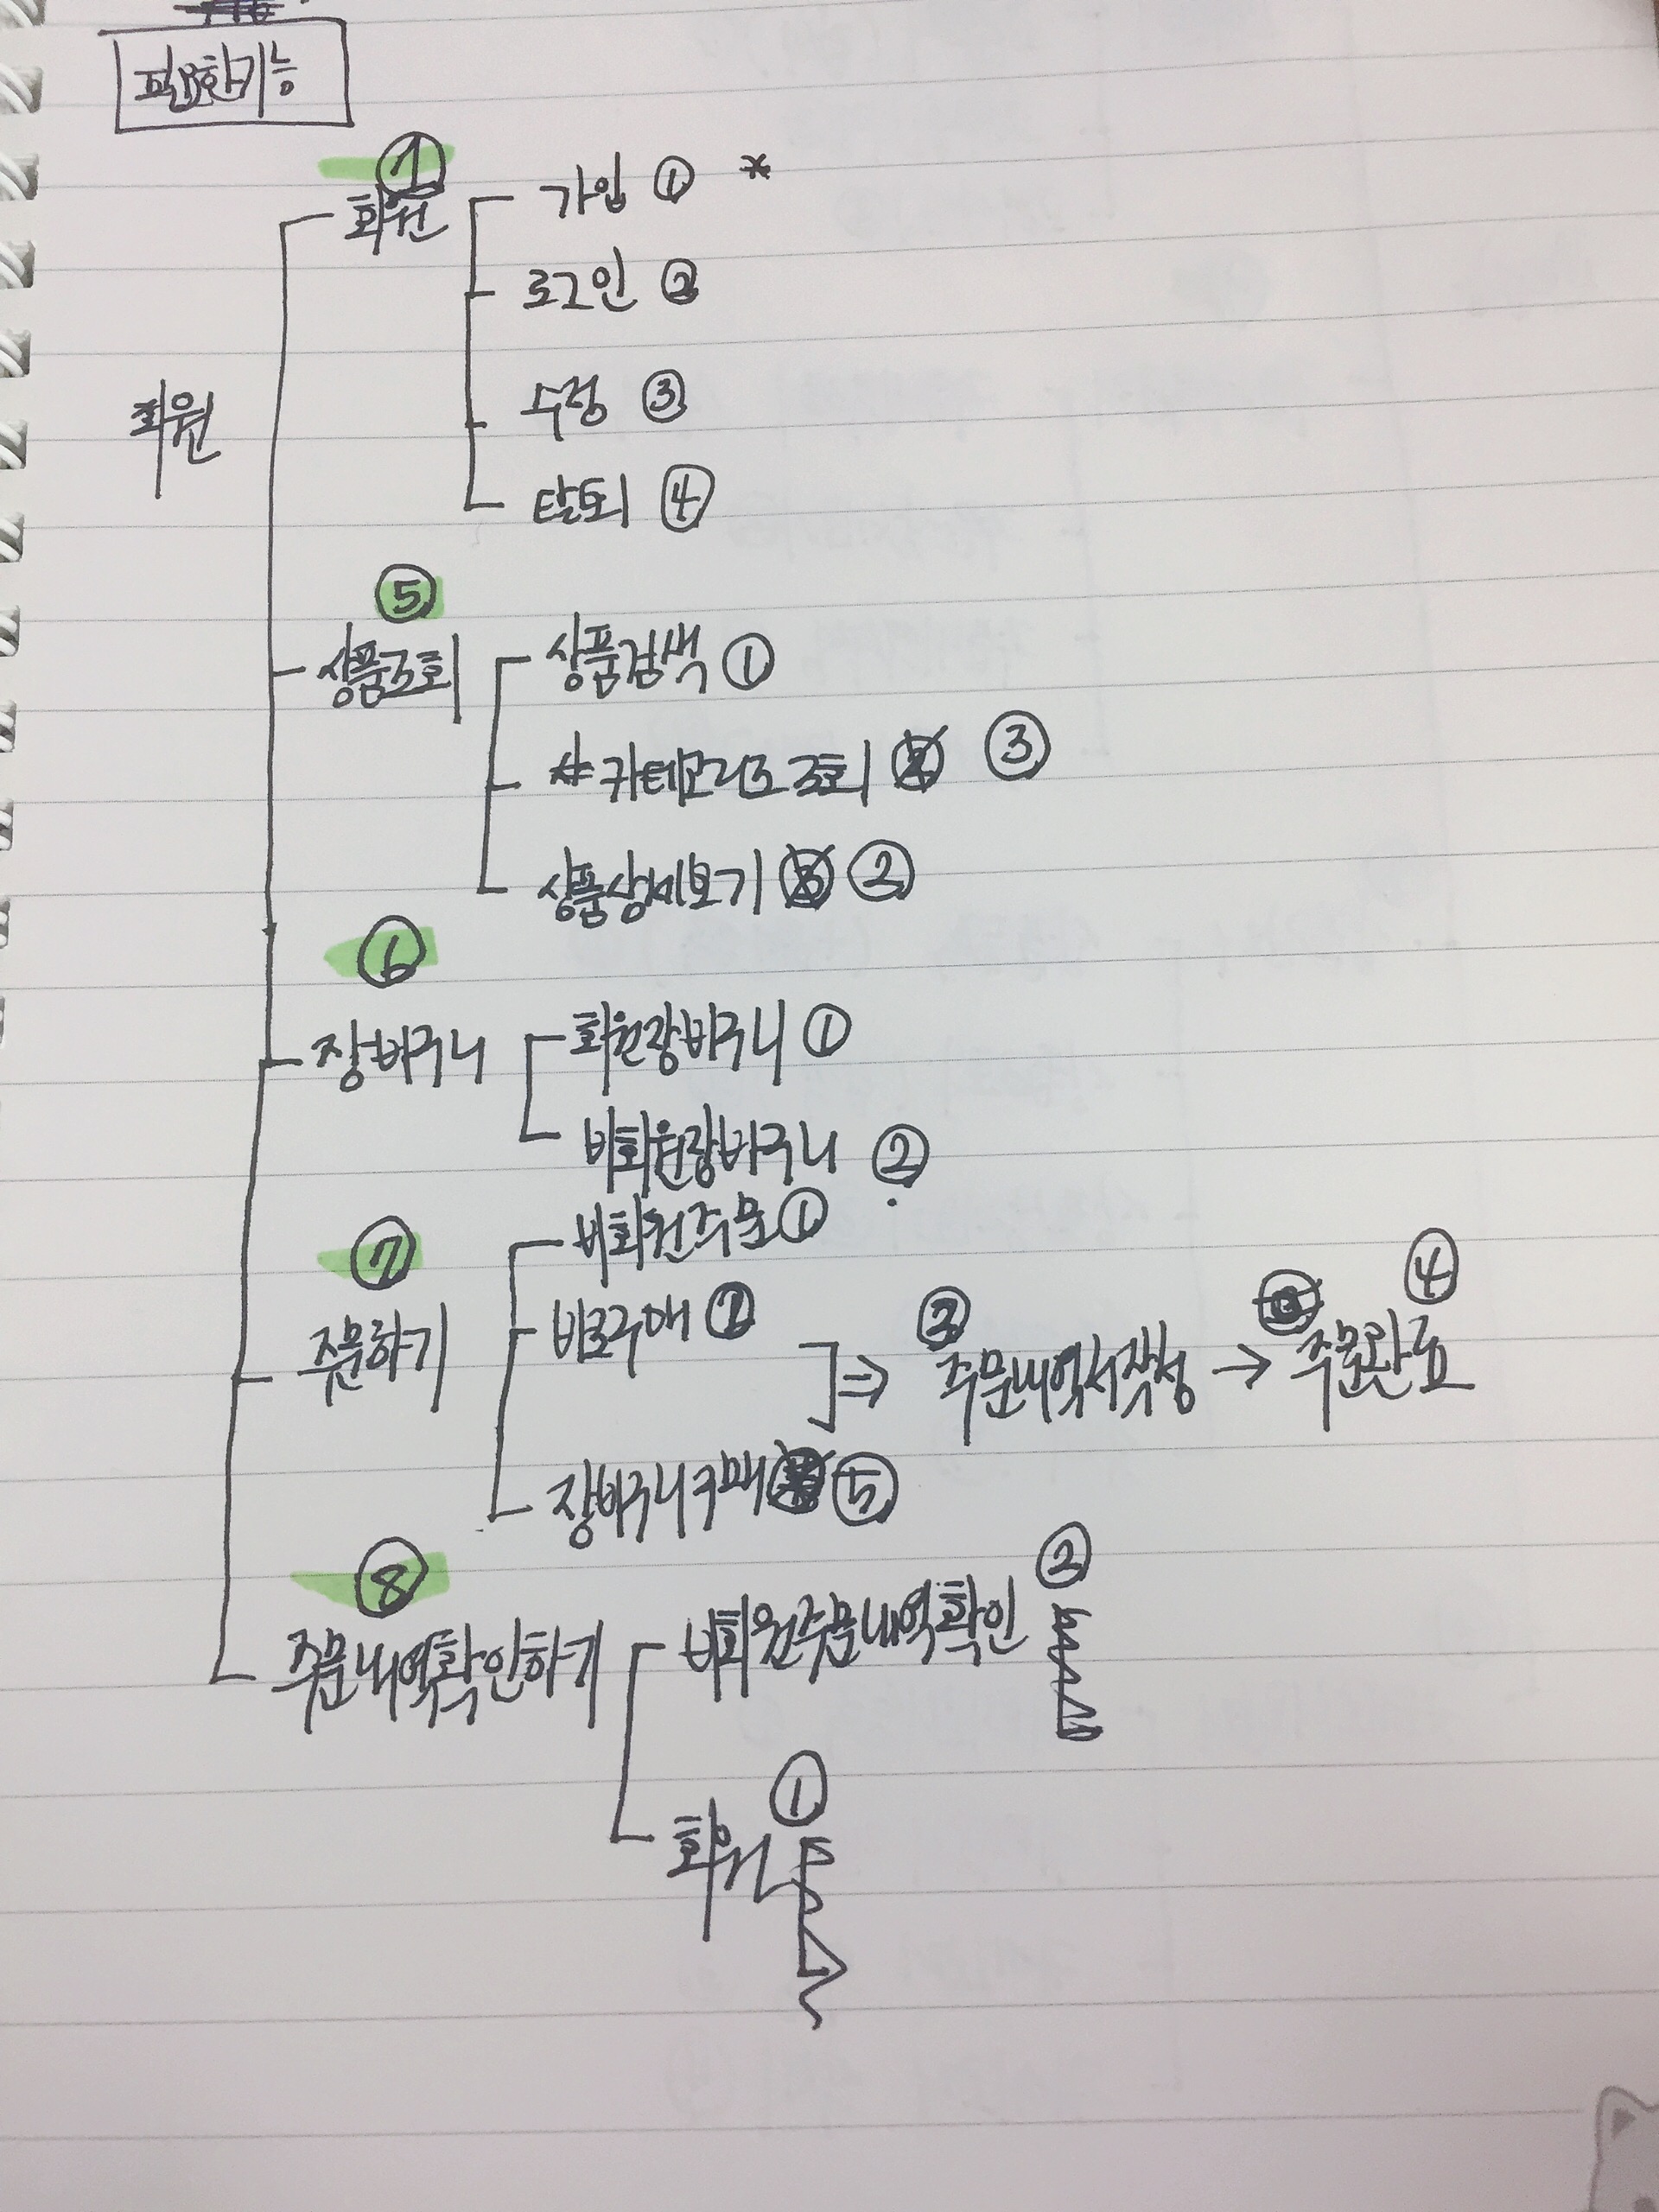 필요한기능
①
회원
가입 ① *
로그인 ②
회원
수정 ③
탈퇴 ④
⑤
상품조회
상품검색 ①
#카테고리로조회 ③
상품상세보기 ②
⑥
장바구니
회원장바구니 ①
비회원장바구니 ②
⑦
주문하기
비회원주문 ①
바로구매 ②
⇒ ③ 주문내역서작성 → ④ 주문완료
장바구니구매 ⑤
⑧
주문내역확인하기
비회원주문내역확인 ②
회원 ①